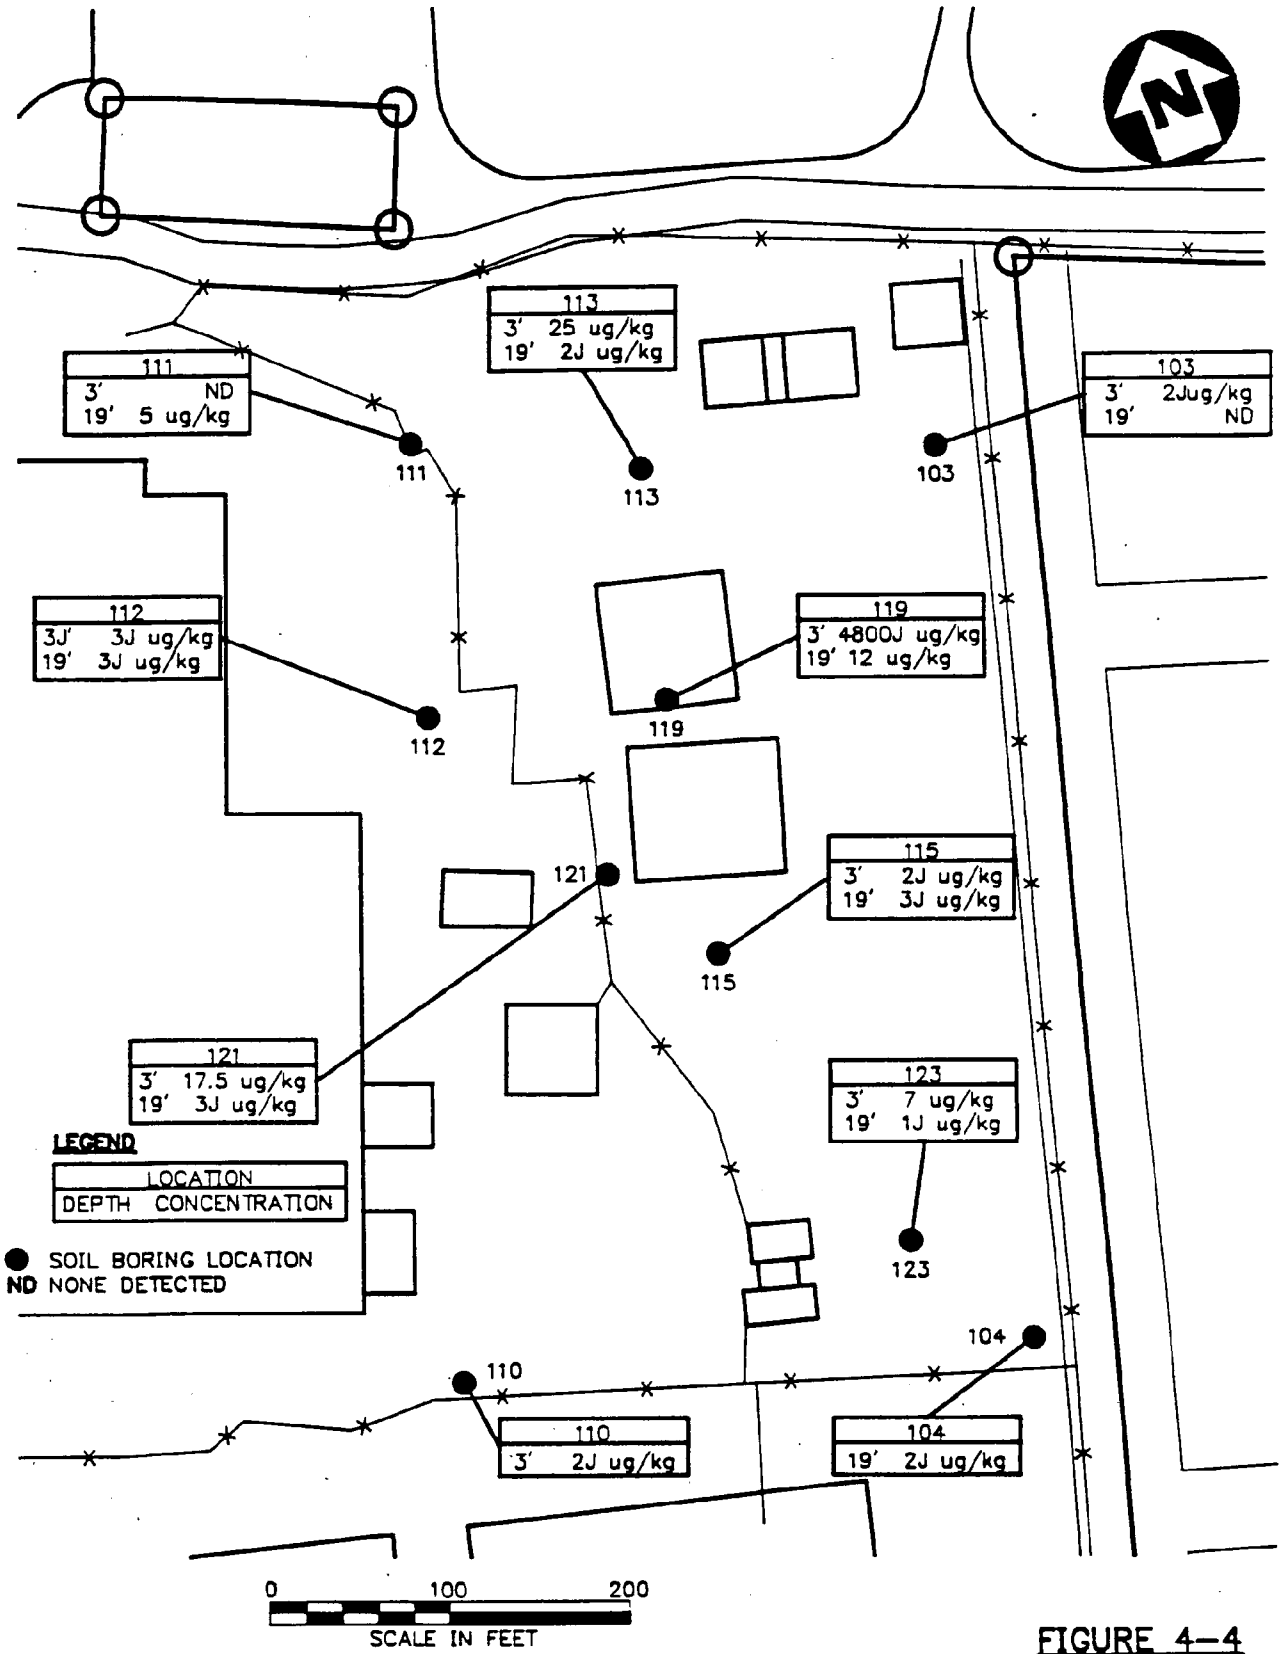 N
113
3' 25 ug/kg
19' 2J ug/kg
111
3' ND
19' 5 ug/kg
103
3' 2Jug/kg
19' ND
111
113
103
112
3J' 3J ug/kg
19' 3J ug/kg
119
3' 4800J ug/kg
19' 12 ug/kg
112
119
115
3' 2J ug/kg
19' 3J ug/kg
121
115
121
3' 17.5 ug/kg
19' 3J ug/kg
123
3' 7 ug/kg
19' 1J ug/kg
LEGEND
LOCATION
DEPTH CONCENTRATION
SOIL BORING LOCATION
ND NONE DETECTED
123
104
110
110
3' 2J ug/kg
104
19' 2J ug/kg
0 100 200
SCALE IN FEET
FIGURE 4-4